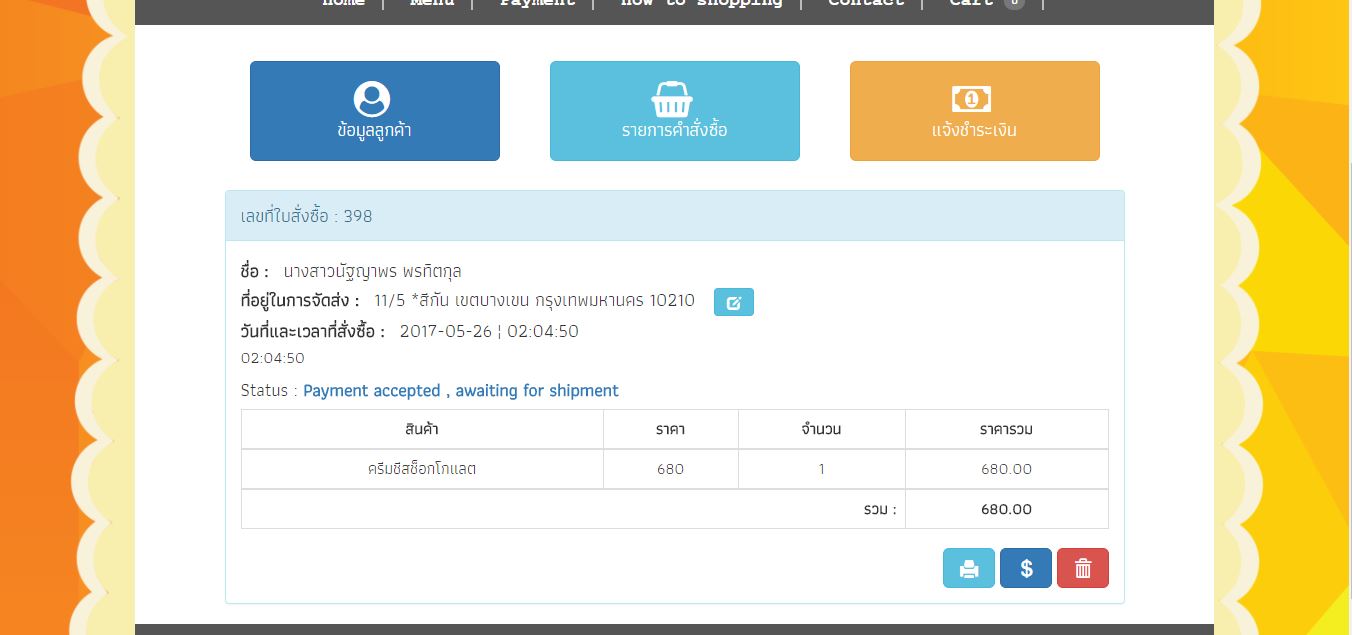 Home | Menu | Payment | How to shopping | Contact | Cart 0 |
ข้อมูลลูกค้า
รายการคำสั่งซื้อ
แจ้งชำระเงิน
เลขที่ใบสั่งซื้อ : 398
ชื่อ : นางสาวนัฐญาพร พรทิตกุล
ที่อยู่ในการจัดส่ง : 11/5 *สีกัน เขตบางเขน กรุงเทพมหานคร 10210
วันที่และเวลาที่สั่งซื้อ : 2017-05-26 ¦ 02:04:50
02:04:50
Status : Payment accepted , awaiting for shipment
สินค้า ราคา จำนวน ราคารวม
ครีมชีสช็อกโกแลต 680 1 680.00
รวม : 680.00
$